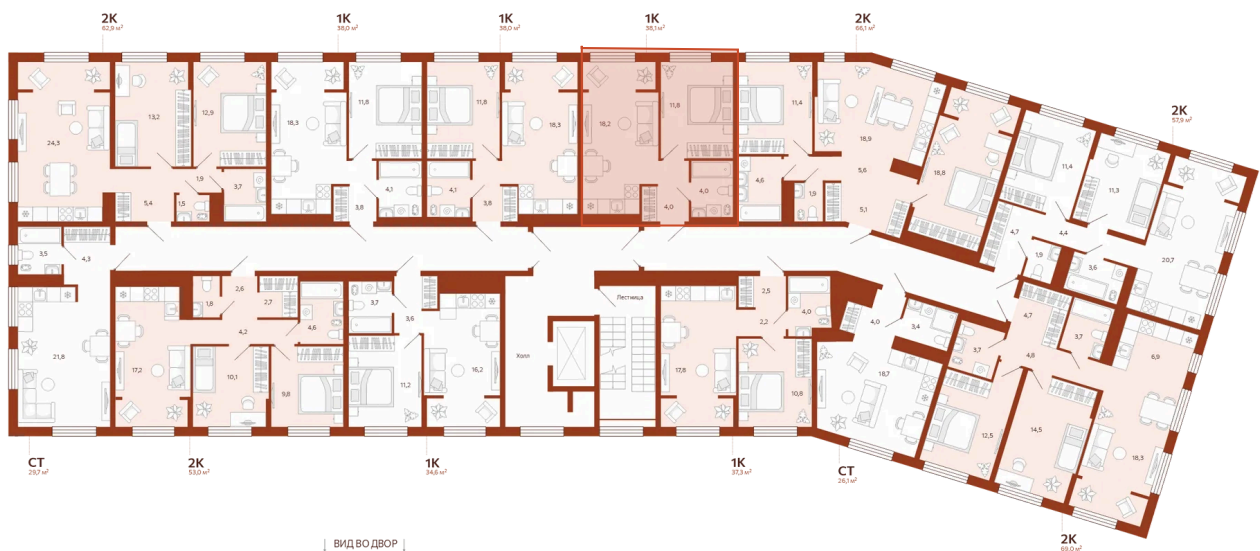 2К
62,9 м²
1К
38,0 м²
1К
38,0 м²
1К
38,1 м²
2К
66,1 м²
2К
57,9 м²
24,3
13,2
12,9
5,4
1,9
1,5
3,7
18,3
11,8
4,1
3,8
11,8
18,3
4,1
3,8
18,2
11,8
4,0
4,0
11,4
4,6
1,9
18,9
5,6
5,1
18,8
11,4
11,3
4,7
4,4
1,9
3,6
20,7
3,5
4,3
21,8
17,2
1,8
2,6
2,7
4,2
4,6
10,1
9,8
3,7
3,6
11,2
16,2
Холл
Лестница
17,8
2,5
2,2
4,0
10,8
4,0
3,4
18,7
3,7
4,7
4,8
3,7
12,5
14,5
6,9
18,3
СТ
29,7 м²
2К
53,0 м²
1К
34,6 м²
1К
37,3 м²
СТ
26,1 м²
2К
69,0 м²
ВИД ВО ДВОР